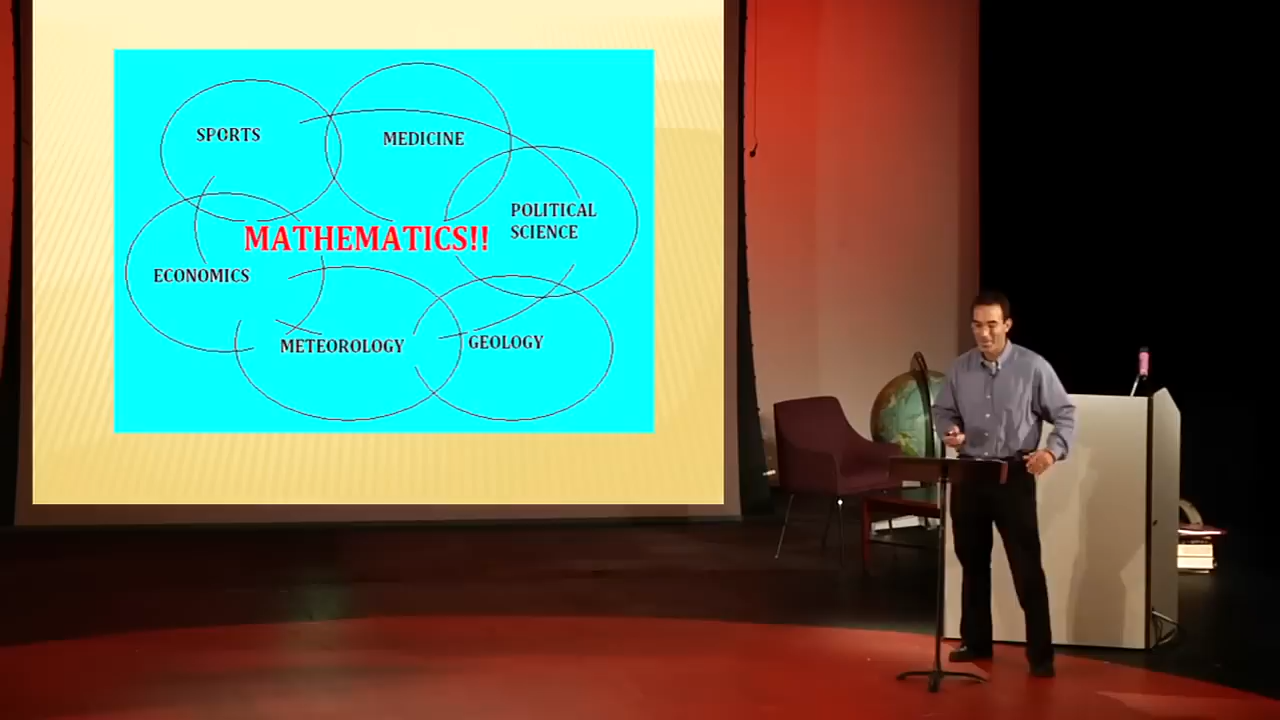 SPORTS
MEDICINE
POLITICAL
SCIENCE
MATHEMATICS!!
ECONOMICS
METEOROLOGY
GEOLOGY